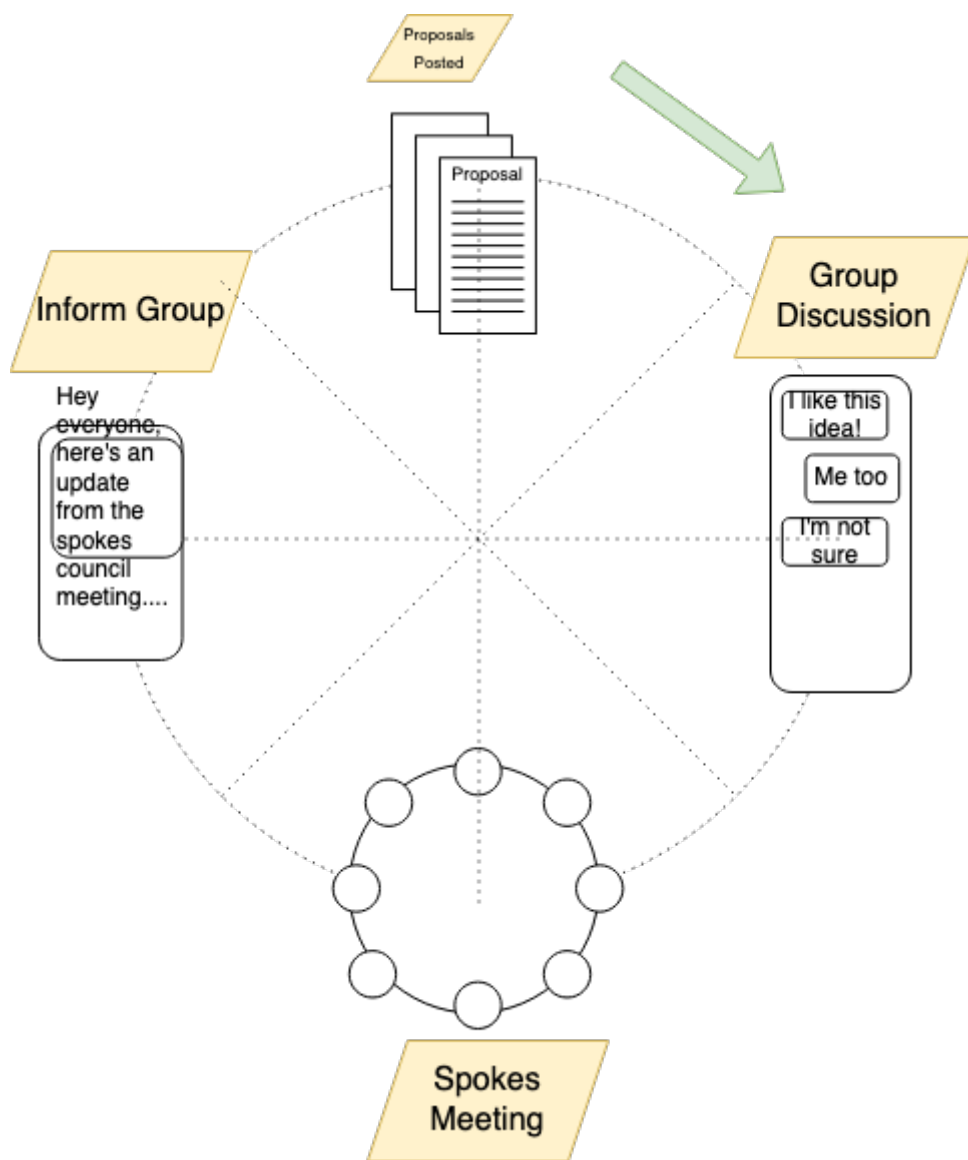 Proposals
Posted
Proposal
Inform Group
Group
Discussion
Hey
everyone,
here's an
update
from the
spokes
council
meeting....
I like this
idea!
Me too
I'm not
sure
Spokes
Meeting